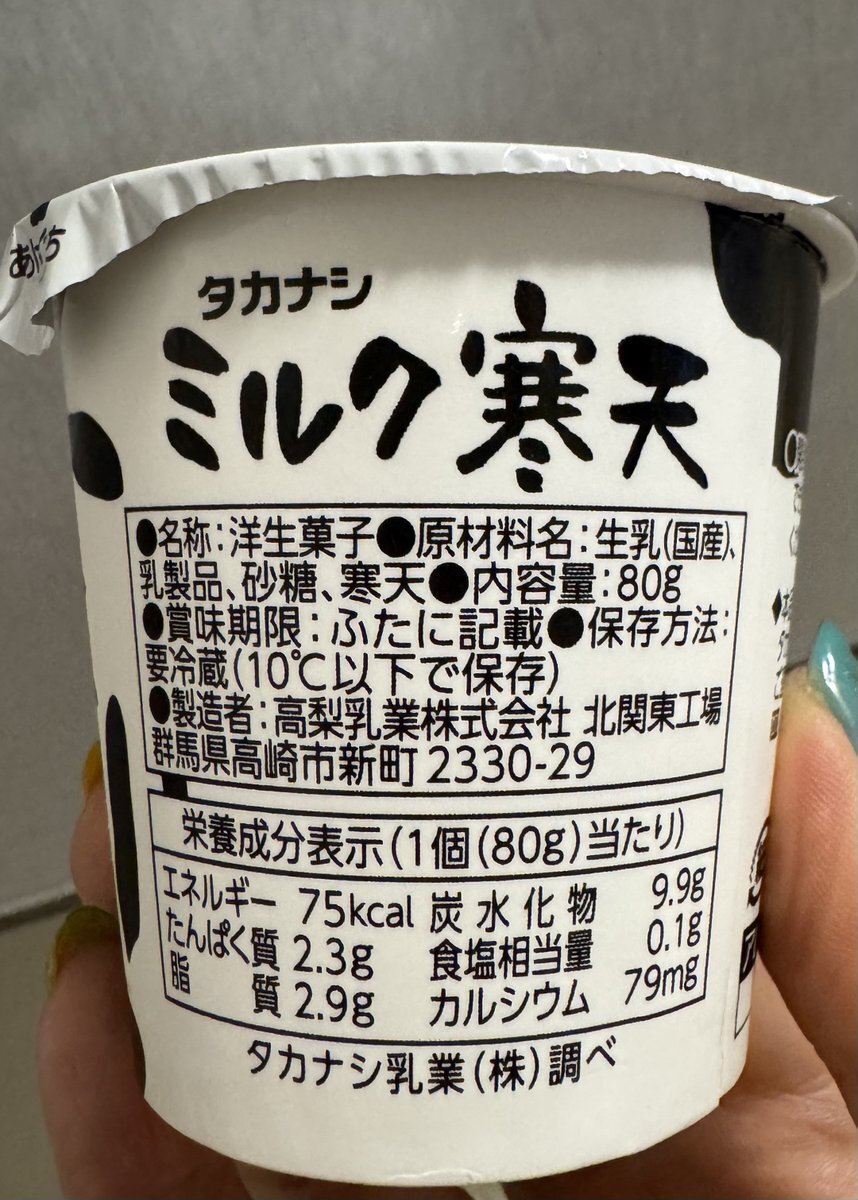 あけくち
タカナシ
ミルク寒天
●名称:洋生菓子●原材料名:生乳(国産)、
乳製品、砂糖、寒天●内容量:80g
●賞味期限:ふたに記載●保存方法:
要冷蔵(10℃以下で保存)
●製造者:高梨乳業株式会社 北関東工場
群馬県高崎市新町2330-29
栄養成分表示(1個(80g)当たり)
エネルギー 75kcal 炭水化物 9.9g
たんぱく質 2.3g 食塩相当量 0.1g
脂質 2.9g カルシウム 79mg
タカナシ乳業(株)調べ